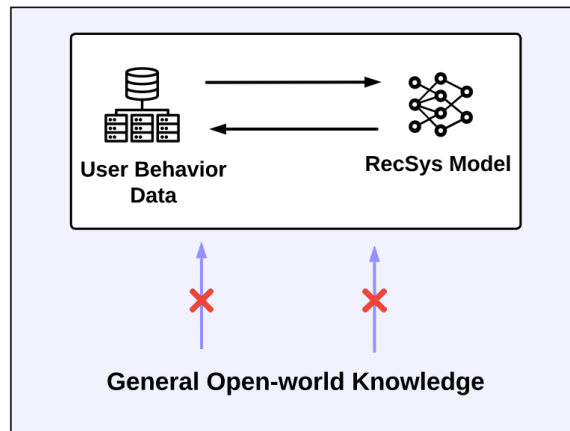 User Behavior
Data
RecSys Model
General Open-world Knowledge